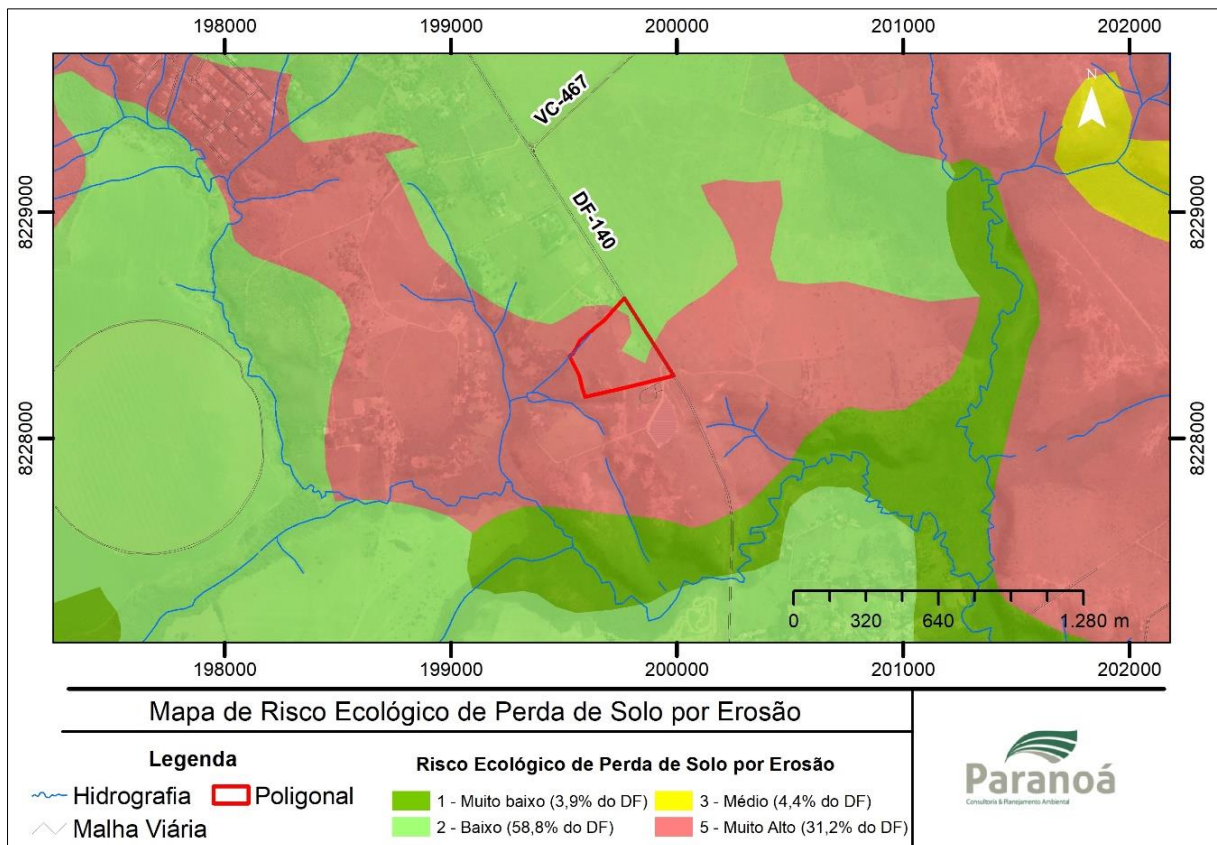 198000 199000 200000 201000 202000
VC-467
N
8229000 8229000
DF-140
8228000 8228000
0 320 640 1.280 m
198000 199000 200000 201000 202000
Mapa de Risco Ecológico de Perda de Solo por Erosão
Legenda
Hidrografia Poligonal
Malha Viária
Risco Ecológico de Perda de Solo por Erosão
1 - Muito baixo (3,9% do DF) 3 - Médio (4,4% do DF)
2 - Baixo (58,8% do DF) 5 - Muito Alto (31,2% do DF)
Paranoá
Consultoria & Planejamento Ambiental